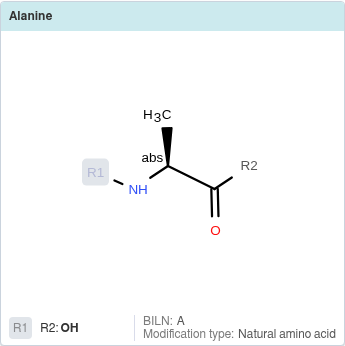 Alanine
H3C
abs
R1
R2
NH
O
R1 R2: OH
BILN: A
Modification type: Natural amino acid